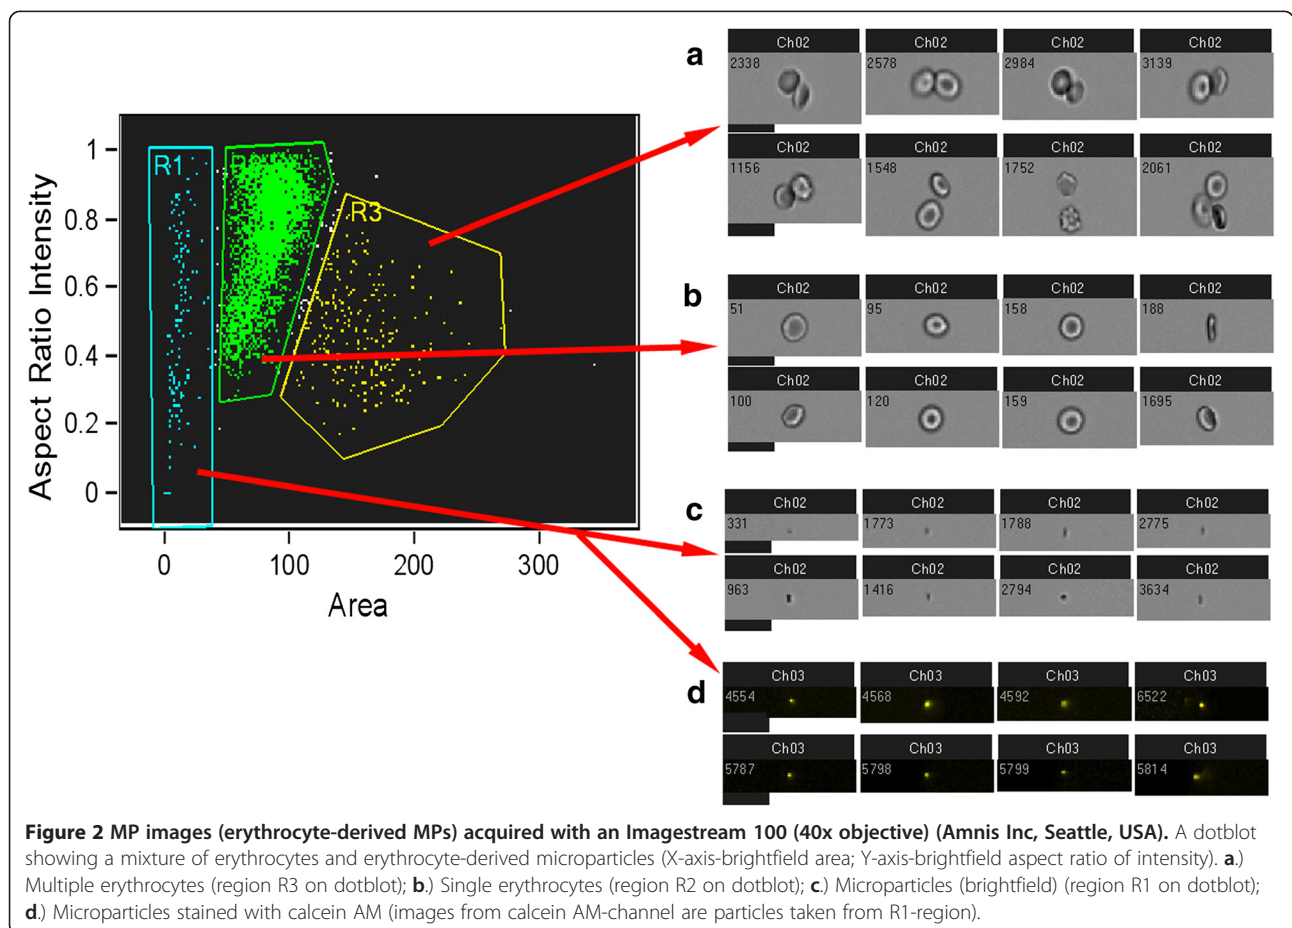 a
Ch02 Ch02 Ch02 Ch02
2338 2578 2984 3139
Ch02 Ch02 Ch02 Ch02
1156 1548 1752 2061
b
Ch02 Ch02 Ch02 Ch02
51 95 158 188
Ch02 Ch02 Ch02 Ch02
100 120 159 1695
c
Ch02 Ch02 Ch02 Ch02
331 1773 1788 2775
Ch02 Ch02 Ch02 Ch02
963 1416 2794 3634
d
Ch03 Ch03 Ch03 Ch03
4554 4568 4592 6522
Ch03 Ch03 Ch03 Ch03
5787 5798 5799 5814
Aspect Ratio Intensity
1
0.8
0.6
0.4
0.2
0
R1
R3
0 100 200 300
Area
Figure 2 MP images (erythrocyte-derived MPs) acquired with an Imagestream 100 (40x objective) (Amnis Inc, Seattle, USA). A dotblot
showing a mixture of erythrocytes and erythrocyte-derived microparticles (X-axis-brightfield area; Y-axis-brightfield aspect ratio of intensity). a.)
Multiple erythrocytes (region R3 on dotblot); b.) Single erythrocytes (region R2 on dotblot); c.) Microparticles (brightfield) (region R1 on dotblot);
d.) Microparticles stained with calcein AM (images from calcein AM-channel are particles taken from R1-region).